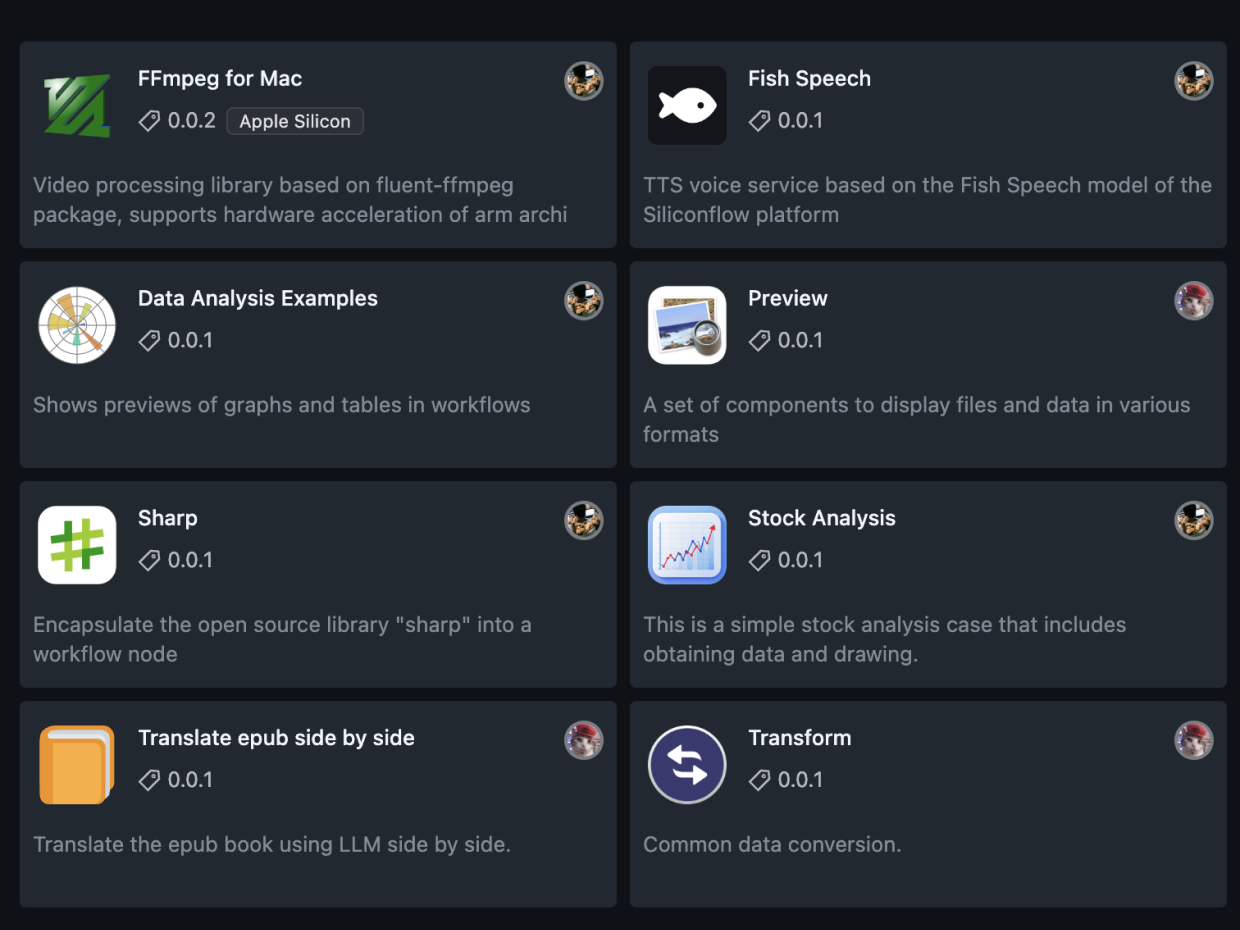 FFmpeg for Mac
0.0.2 Apple Silicon
Video processing library based on fluent-ffmpeg
package, supports hardware acceleration of arm archi
Fish Speech
0.0.1
TTS voice service based on the Fish Speech model of the
Siliconflow platform
Data Analysis Examples
0.0.1
Shows previews of graphs and tables in workflows
Preview
0.0.1
A set of components to display files and data in various
formats
Sharp
0.0.1
Encapsulate the open source library "sharp" into a
workflow node
Stock Analysis
0.0.1
This is a simple stock analysis case that includes
obtaining data and drawing.
Translate epub side by side
0.0.1
Translate the epub book using LLM side by side.
Transform
0.0.1
Common data conversion.